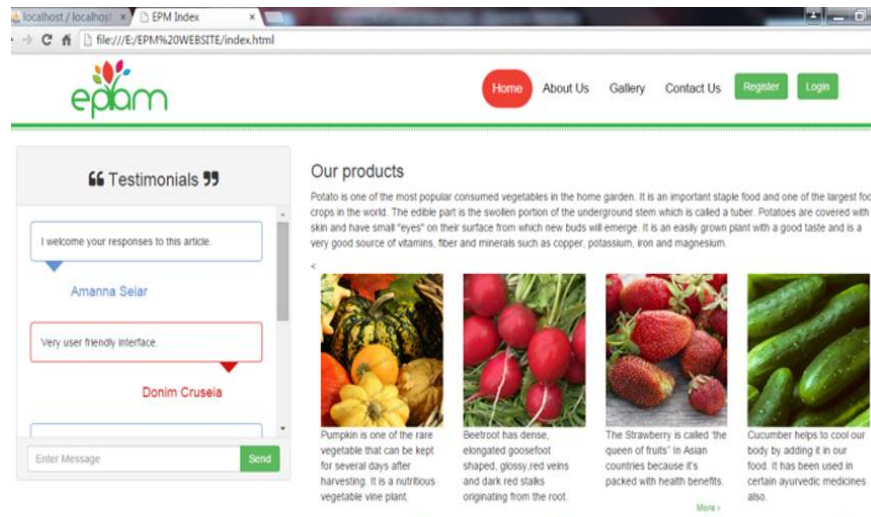 localhost / localhost
EPM Index
file:///E:/EPM%20WEBSITE/index.html
epam
Home
About Us
Gallery
Contact Us
Register
Login
❝ Testimonials ❞
I welcome your responses to this article.
Amanna Seiar
Very user friendly interface.
Donim Cruseia
Enter Message
Send
Our products
Potato is one of the most popular consumed vegetables in the home garden. It is an important staple food and one of the largest foo
crops in the world. The edible part is the swollen portion of the underground stem which is called a tuber. Potatoes are covered with
skin and have small "eyes" on their surface from which new buds will emerge. It is an easily grown plant with a good taste and is a
very good source of vitamins, fiber and minerals such as copper, potassium, iron and magnesium.
<
Pumpkin is one of the rare
vegetable that can be kept
for several days after
harvesting. It is a nutritious
vegetable vine plant.
Beetroot has dense,
elongated goosefoot
shaped, glossy,red veins
and dark red stalks
originating from the root.
The Strawberry is called 'the
queen of fruits" In Asian
countries because it's
packed with health benefits.
More ›
Cucumber helps to cool our
body by adding it in our
food. It has been used in
certain ayurvedic medicines
also.